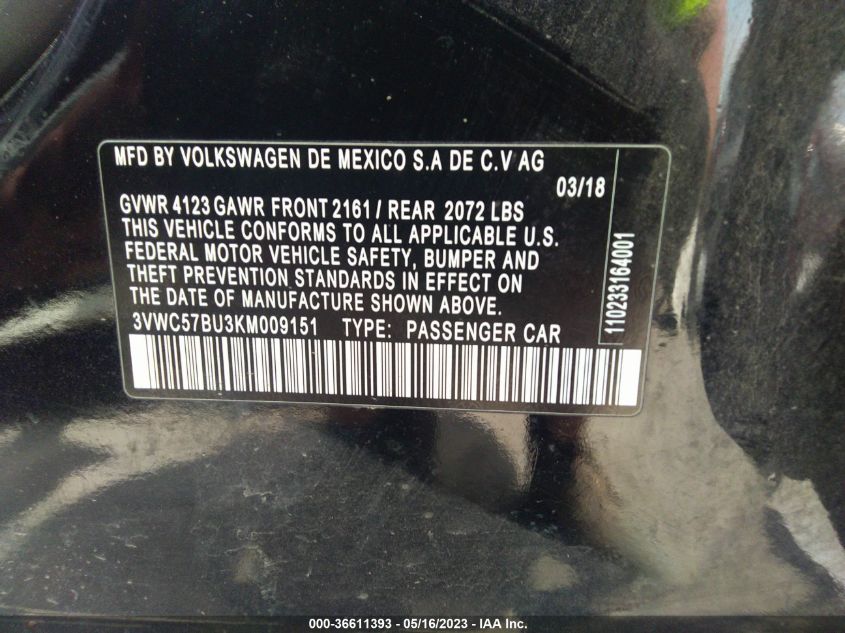 MFD BY VOLKSWAGEN DE MEXICO S.A DE C.V AG
03/18
GVWR 4123 GAWR FRONT 2161 / REAR 2072 LBS
THIS VEHICLE CONFORMS TO ALL APPLICABLE U.S.
FEDERAL MOTOR VEHICLE SAFETY, BUMPER AND
THEFT PREVENTION STANDARDS IN EFFECT ON
THE DATE OF MANUFACTURE SHOWN ABOVE.
3VWC57BU3KM009151 TYPE: PASSENGER CAR
110233164001
000-36611393 - 05/16/2023 - IAA Inc.